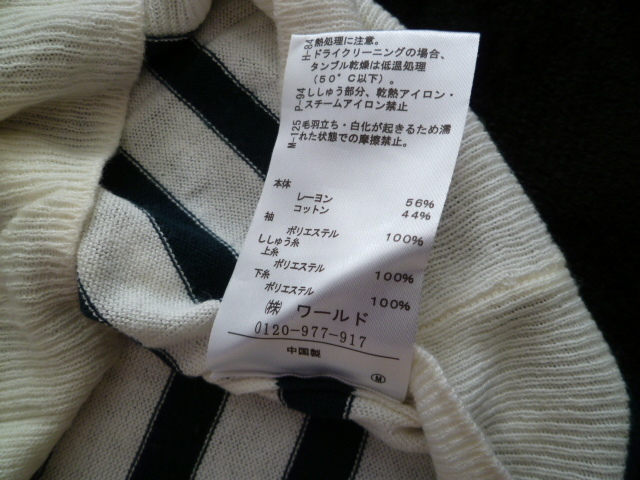 H-84 熱処理に注意。
ドライクリーニングの場合、
タンブル乾燥は低温処理
(50°C以下)。
P-94 ししゅう部分、乾熱アイロン・
スチームアイロン禁止
M-125 毛羽立ち・白化が起きるため濡
れた状態での摩擦禁止。
本体
レーヨン 56%
コットン 44%
袖
ポリエステル 100%
ししゅう糸
上糸
ポリエステル 100%
下糸
ポリエステル 100%
㈱ ワールド
0120-977-917
中国製
Ⓜ